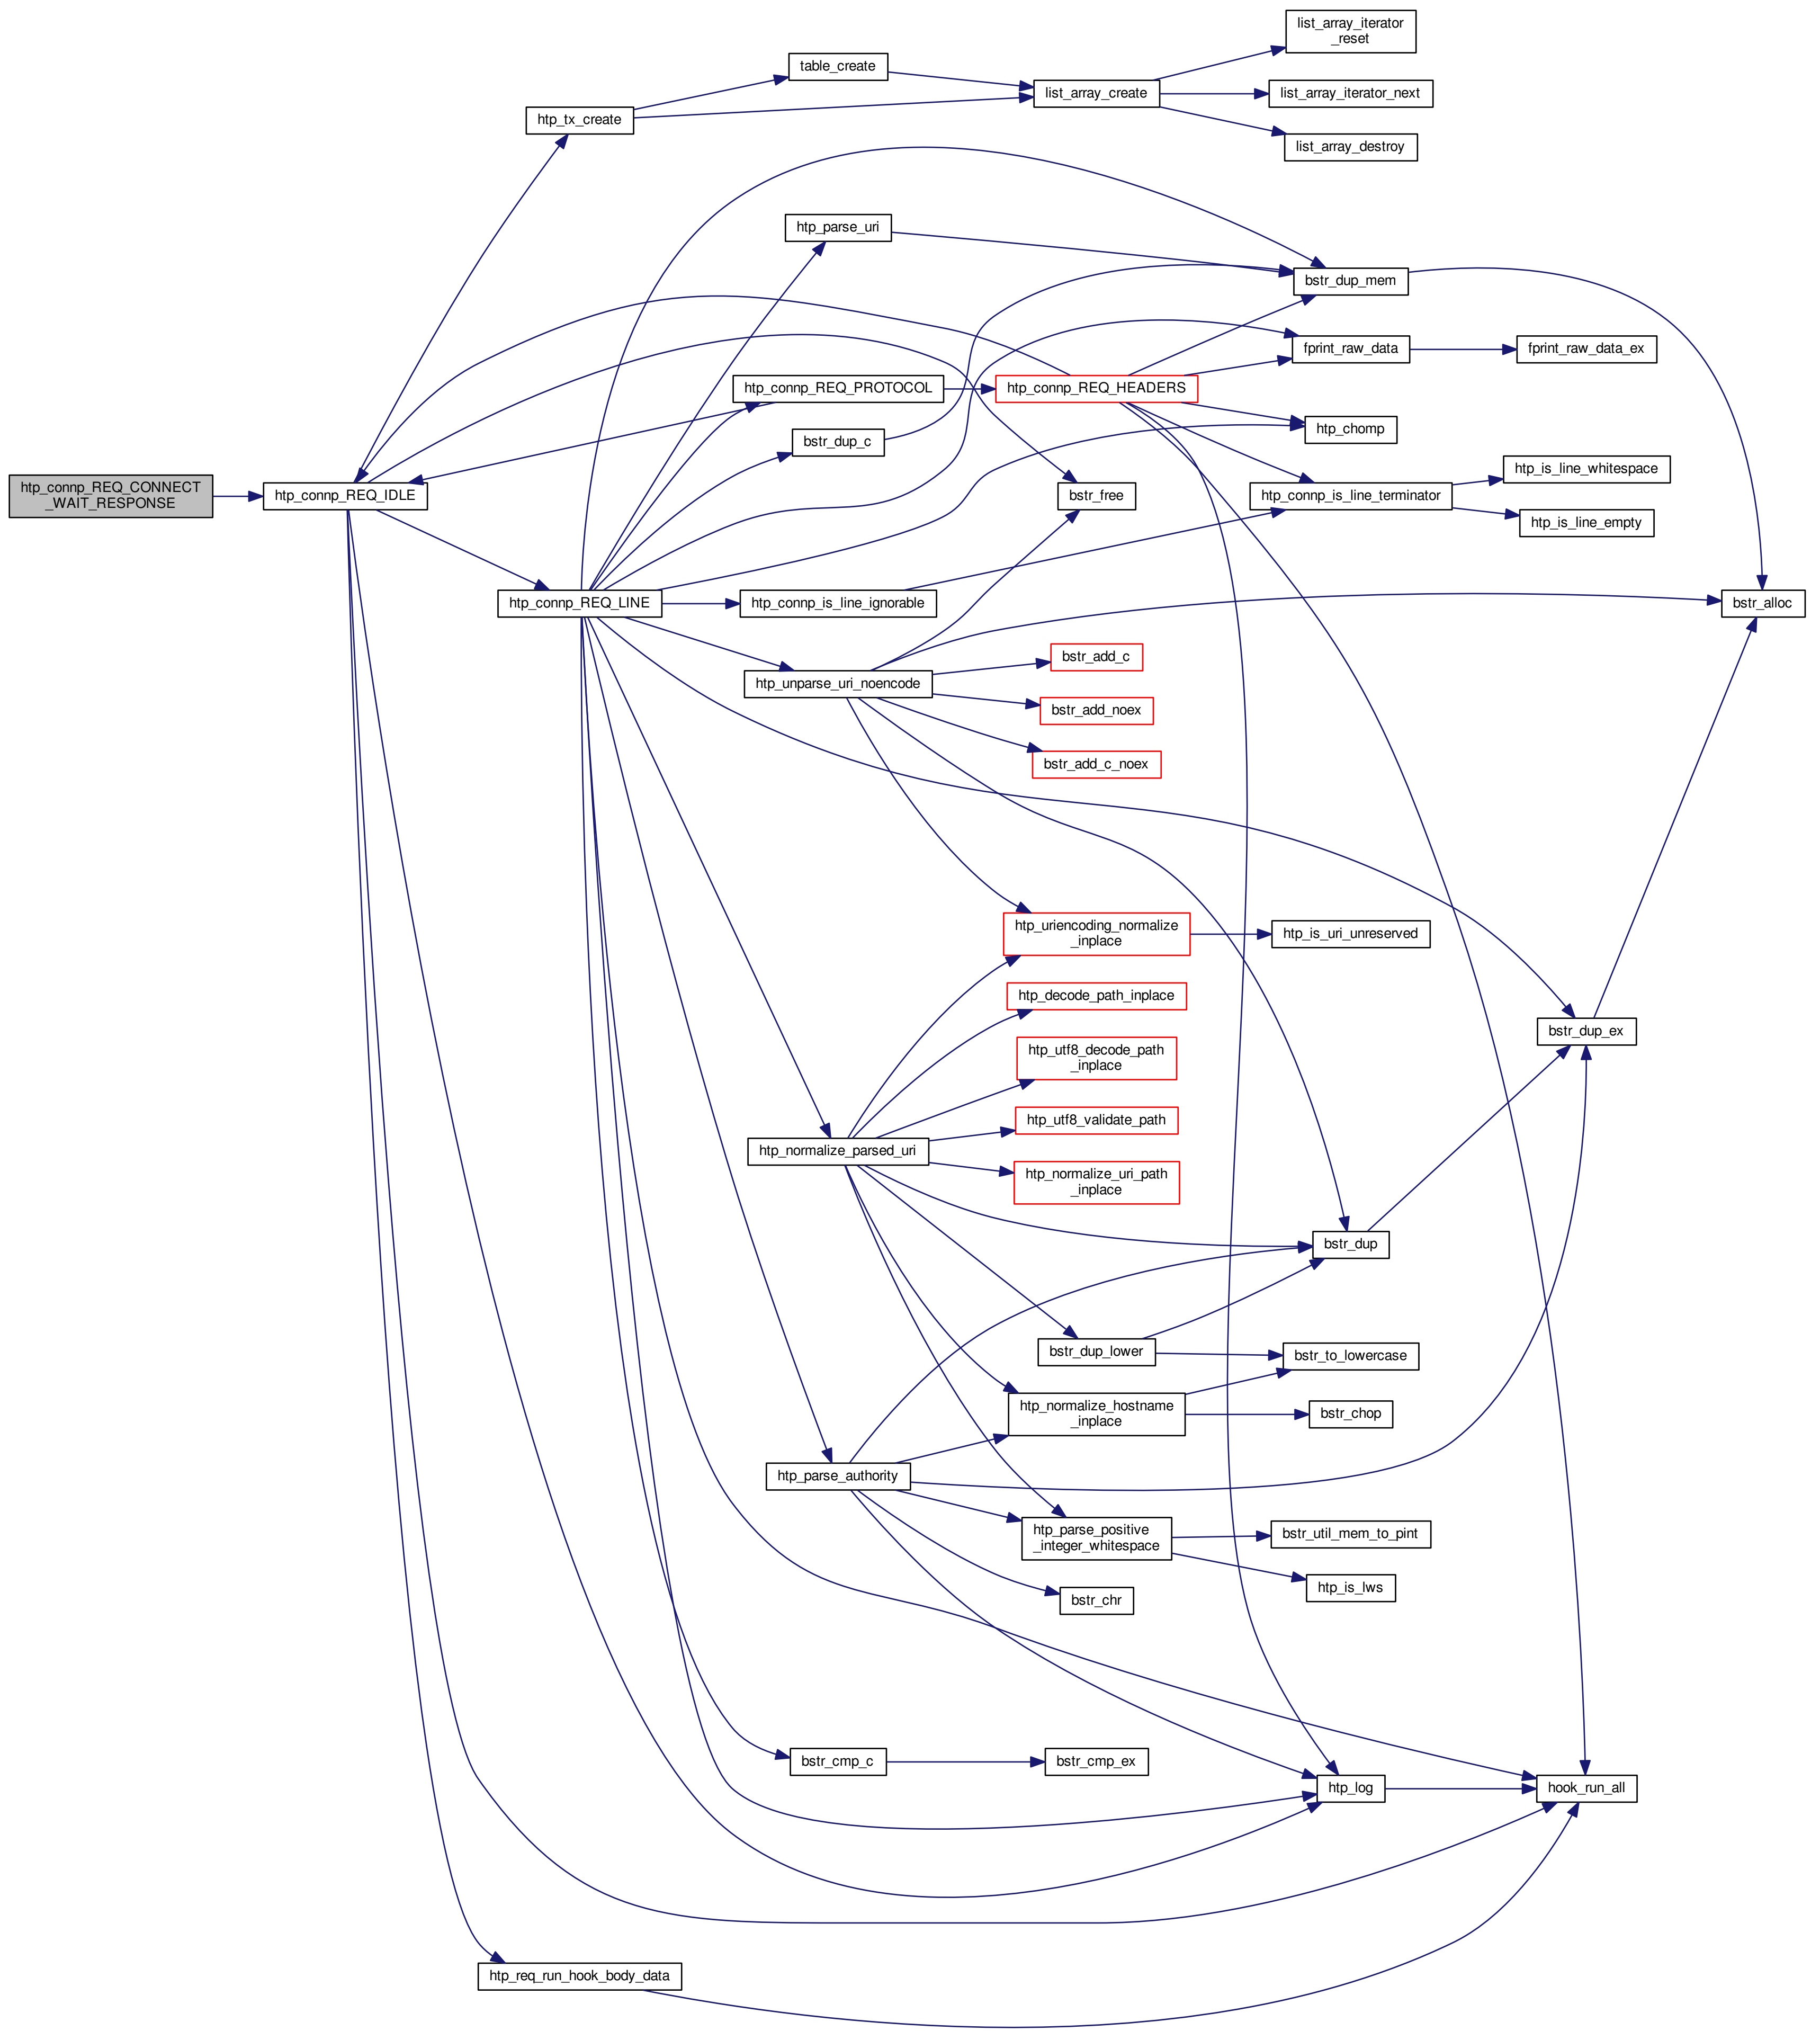 list_array_iterator
_reset
table_create
list_array_create
list_array_iterator_next
htp_tx_create
list_array_destroy
htp_parse_uri
bstr_dup_mem
fprint_raw_data
fprint_raw_data_ex
htp_connp_REQ_PROTOCOL
htp_connp_REQ_HEADERS
htp_chomp
bstr_dup_c
htp_is_line_whitespace
htp_connp_REQ_CONNECT
_WAIT_RESPONSE
htp_connp_REQ_IDLE
bstr_free
htp_connp_is_line_terminator
htp_is_line_empty
htp_connp_REQ_LINE
htp_connp_is_line_ignorable
bstr_alloc
bstr_add_c
htp_unparse_uri_noencode
bstr_add_noex
bstr_add_c_noex
htp_uriencoding_normalize
_inplace
htp_is_uri_unreserved
htp_decode_path_inplace
bstr_dup_ex
htp_utf8_decode_path
_inplace
htp_utf8_validate_path
htp_normalize_parsed_uri
htp_normalize_uri_path
_inplace
bstr_dup
bstr_dup_lower
bstr_to_lowercase
htp_normalize_hostname
_inplace
bstr_chop
htp_parse_authority
htp_parse_positive
_integer_whitespace
bstr_util_mem_to_pint
htp_is_lws
bstr_chr
bstr_cmp_c
bstr_cmp_ex
htp_log
hook_run_all
htp_req_run_hook_body_data